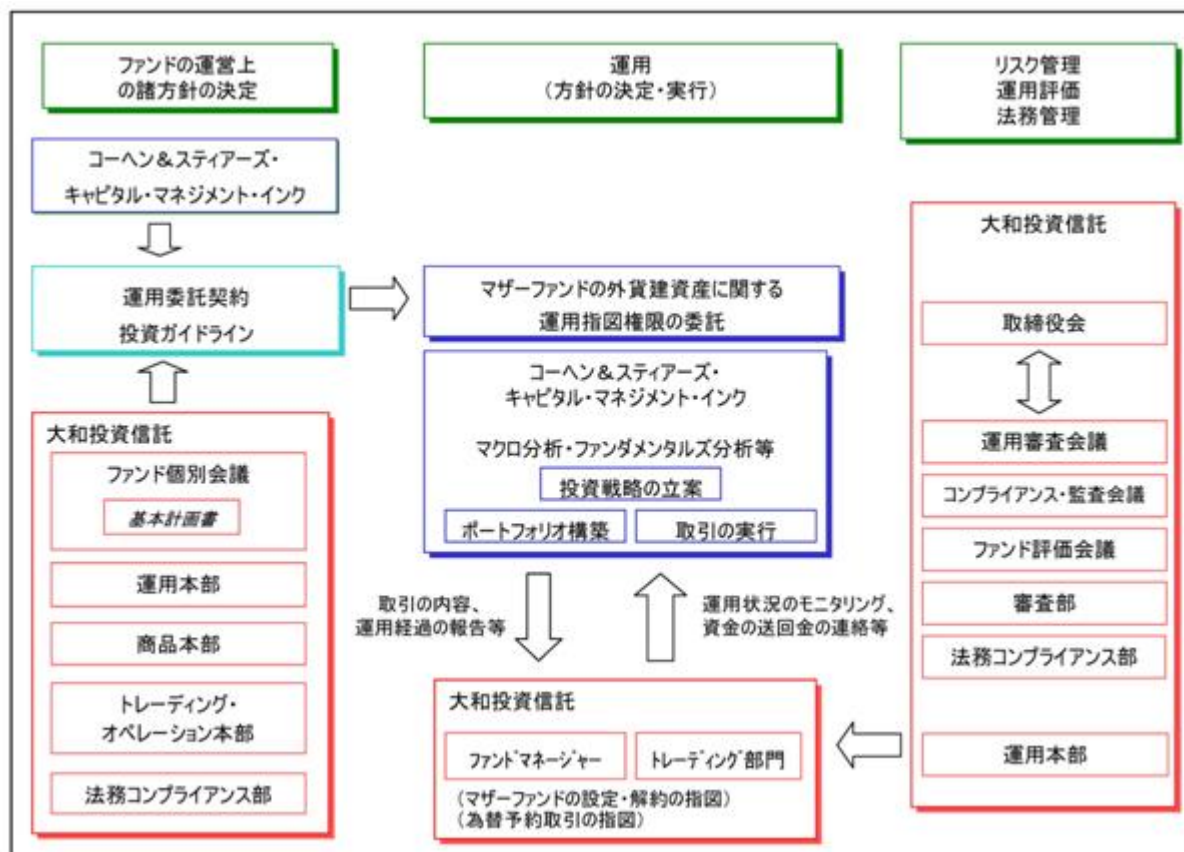 ファンドの運営上
の諸方針の決定
運用
(方針の決定・実行)
リスク管理
運用評価
法務管理
コーヘン＆スティアーズ・
キャピタル・マネジメント・インク
運用委託契約
投資ガイドライン
マザーファンドの外貨建資産に関する
運用指図権限の委託
大和投資信託
ファンド個別会議
基本計画書
運用本部
商品本部
トレーディング・
オペレーション本部
法務コンプライアンス部
コーヘン＆スティアーズ・
キャピタル・マネジメント・インク
マクロ分析・ファンダメンタルズ分析等
投資戦略の立案
ポートフォリオ構築
取引の実行
取引の内容、
運用経過の報告等
運用状況のモニタリング、
資金の送回金の連絡等
大和投資信託
ファンドマネージャー
トレーディング部門
(マザーファンドの設定・解約の指図)
(為替予約取引の指図)
大和投資信託
取締役会
運用審査会議
コンプライアンス・監査会議
ファンド評価会議
審査部
法務コンプライアンス部
運用本部